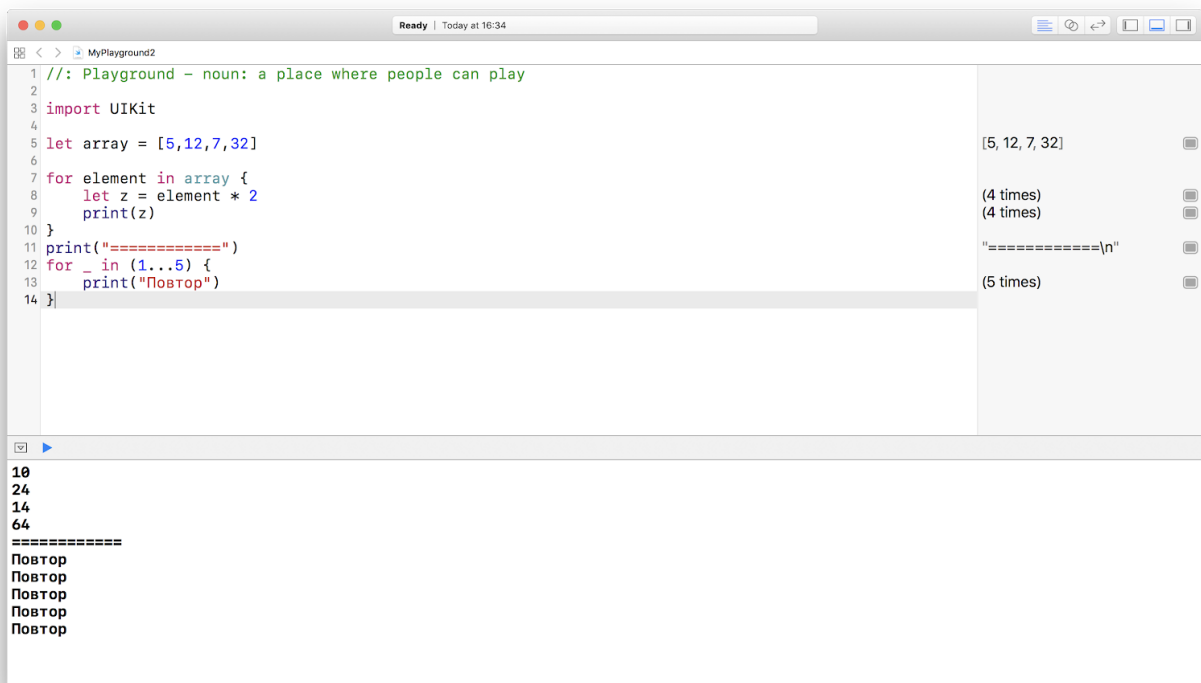 Ready | Today at 16:34
MyPlayground2
1 //: Playground – noun: a place where people can play
2
3 import UIKit
4
5 let array = [5,12,7,32]
[5, 12, 7, 32]
6
7 for element in array {
8     let z = element * 2
(4 times)
9     print(z)
(4 times)
10 }
11 print("============")
"============\n"
12 for _ in (1...5) {
13     print("Повтор")
(5 times)
14 }
10
24
14
64
============
Повтор
Повтор
Повтор
Повтор
Повтор